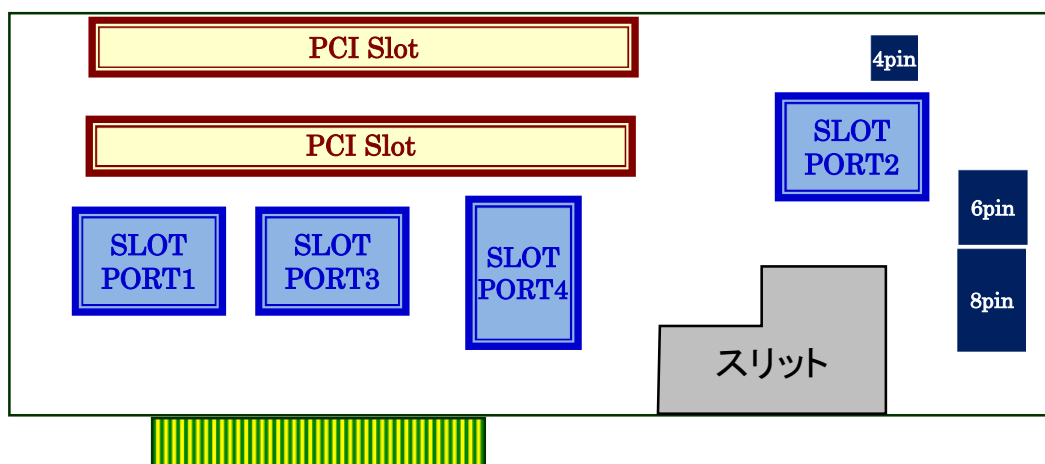 PCI Slot
4pin
PCI Slot
SLOT
PORT2
6pin
SLOT
PORT1
SLOT
PORT3
SLOT
PORT4
8pin
スリット